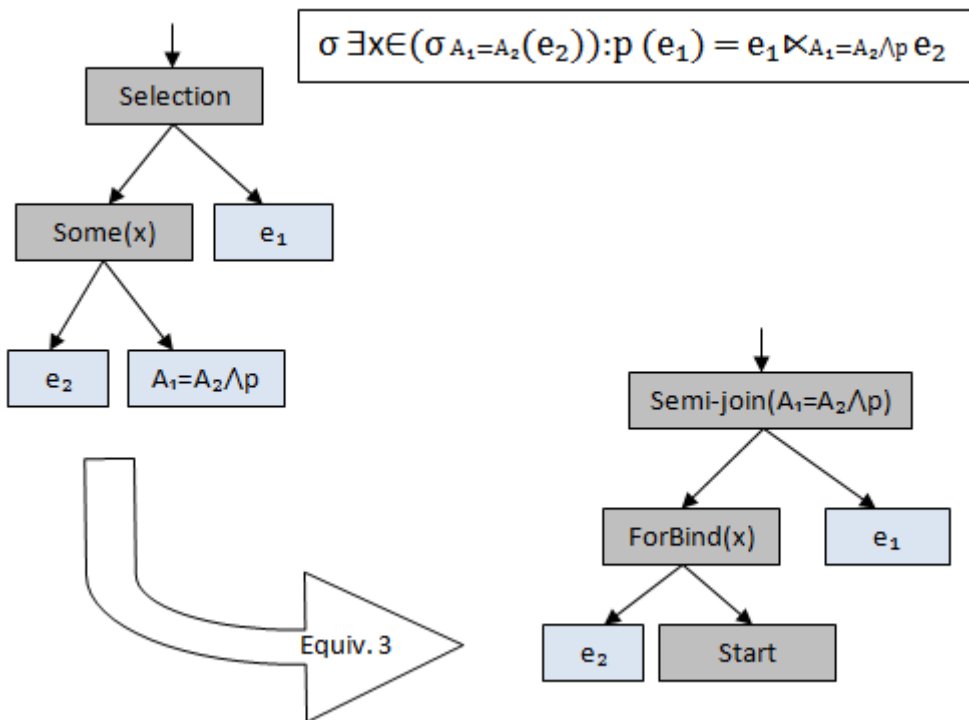 σ ∃x∈(σ A₁=A₂(e₂)):p (e₁) = e₁⋉A₁=A₂⋀p e₂
Selection
Some(x)
e₁
e₂
A₁=A₂⋀p
Semi-join(A₁=A₂⋀p)
ForBind(x)
e₁
Equiv. 3
e₂
Start